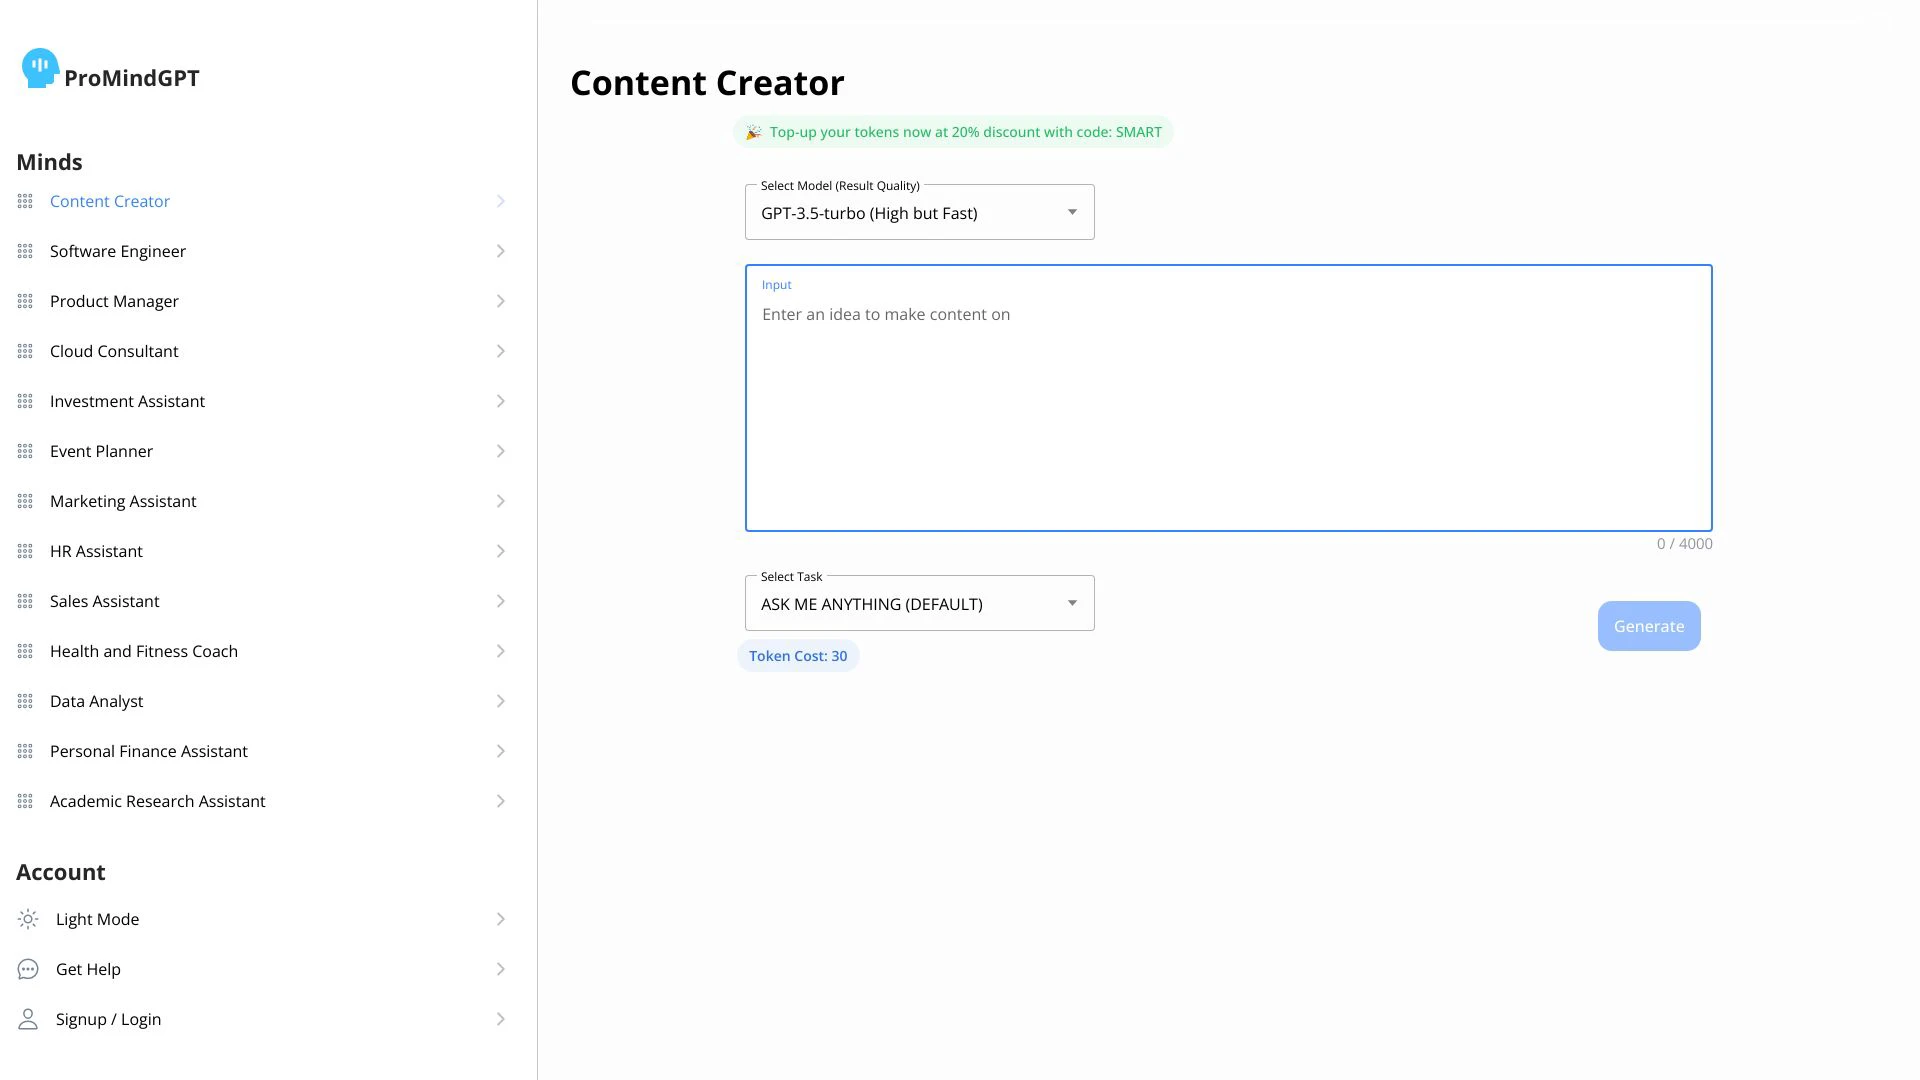 ProMindGPT
Minds
Content Creator
Software Engineer
Product Manager
Cloud Consultant
Investment Assistant
Event Planner
Marketing Assistant
HR Assistant
Sales Assistant
Health and Fitness Coach
Data Analyst
Personal Finance Assistant
Academic Research Assistant
Account
Light Mode
Get Help
Signup / Login
Content Creator
🎉 Top-up your tokens now at 20% discount with code: SMART
Select Model (Result Quality)
GPT-3.5-turbo (High but Fast)
Input
Enter an idea to make content on
0 / 4000
Select Task
ASK ME ANYTHING (DEFAULT)
Generate
Token Cost: 30